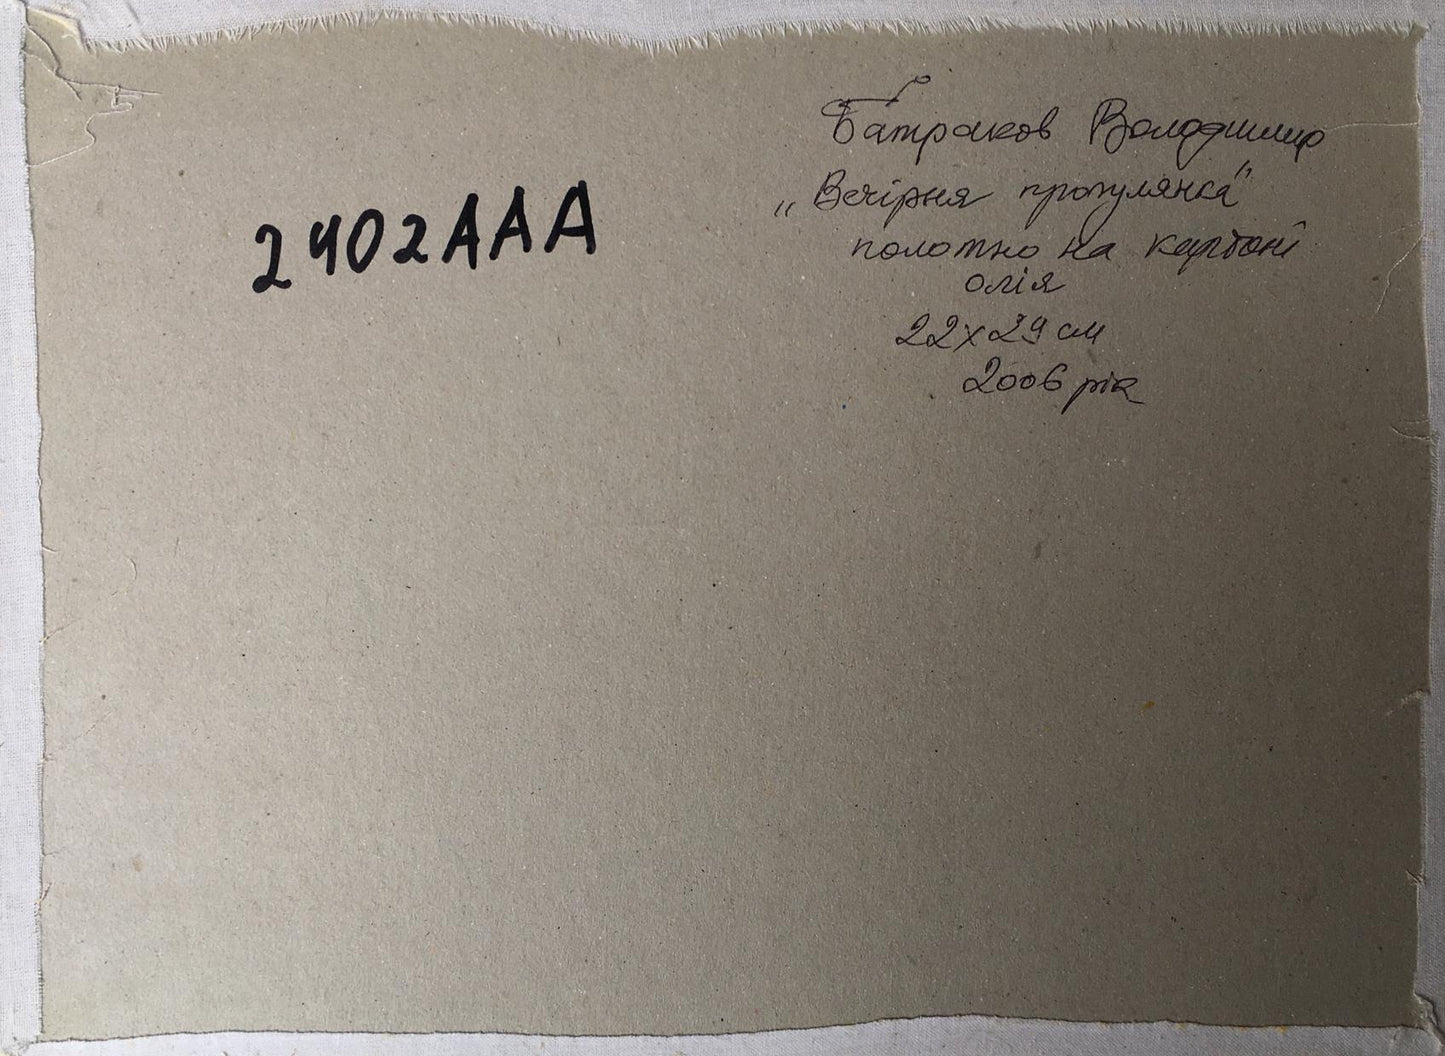 2402ААА
Батраков Володимир
„Вечірня прогулянка"
полотно на картоні
олія
22х29 см
2006 рік